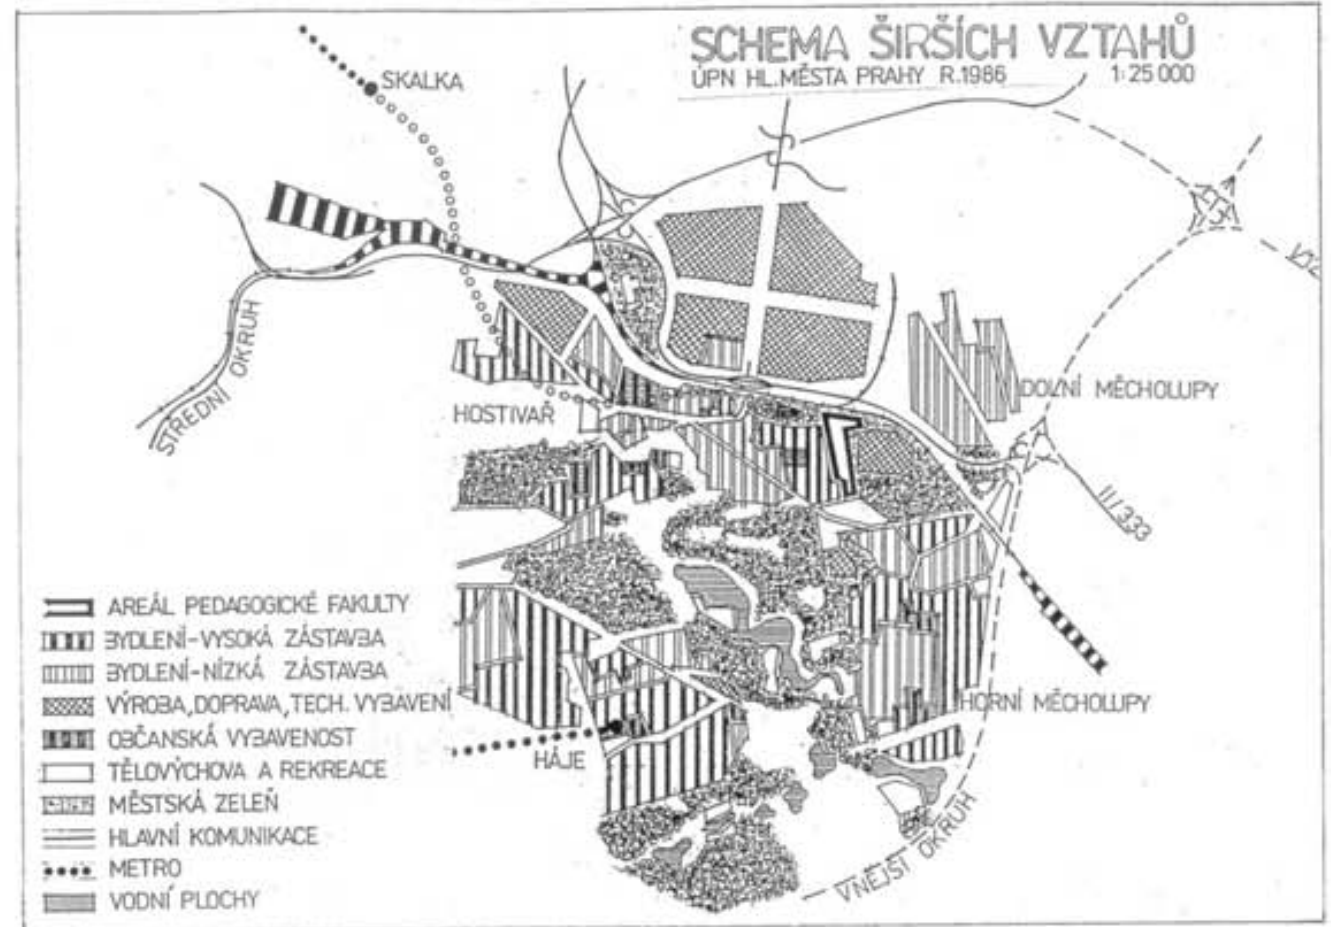 SCHEMA ŠIRŠÍCH VZTAHŮ
ÚPN HL. MĚSTA PRAHY R.1986 1:25 000
SKALKA
STŘEDNÍ OKRUH
HOSTIVAŘ
DOLNÍ MĚCHOLUPY
II/333
HORNÍ MĚCHOLUPY
HÁJE
VNĚJŠÍ OKRUH
AREÁL PEDAGOGICKÉ FAKULTY
BYDLENÍ-VYSOKÁ ZÁSTAVBA
BYDLENÍ-NÍZKÁ ZÁSTAVBA
VÝROBA, DOPRAVA, TECH. VYBAVENÍ
OBČANSKÁ VYBAVENOST
TĚLOVÝCHOVA A REKREACE
MĚSTSKÁ ZELEŇ
HLAVNÍ KOMUNIKACE
METRO
VODNÍ PLOCHY